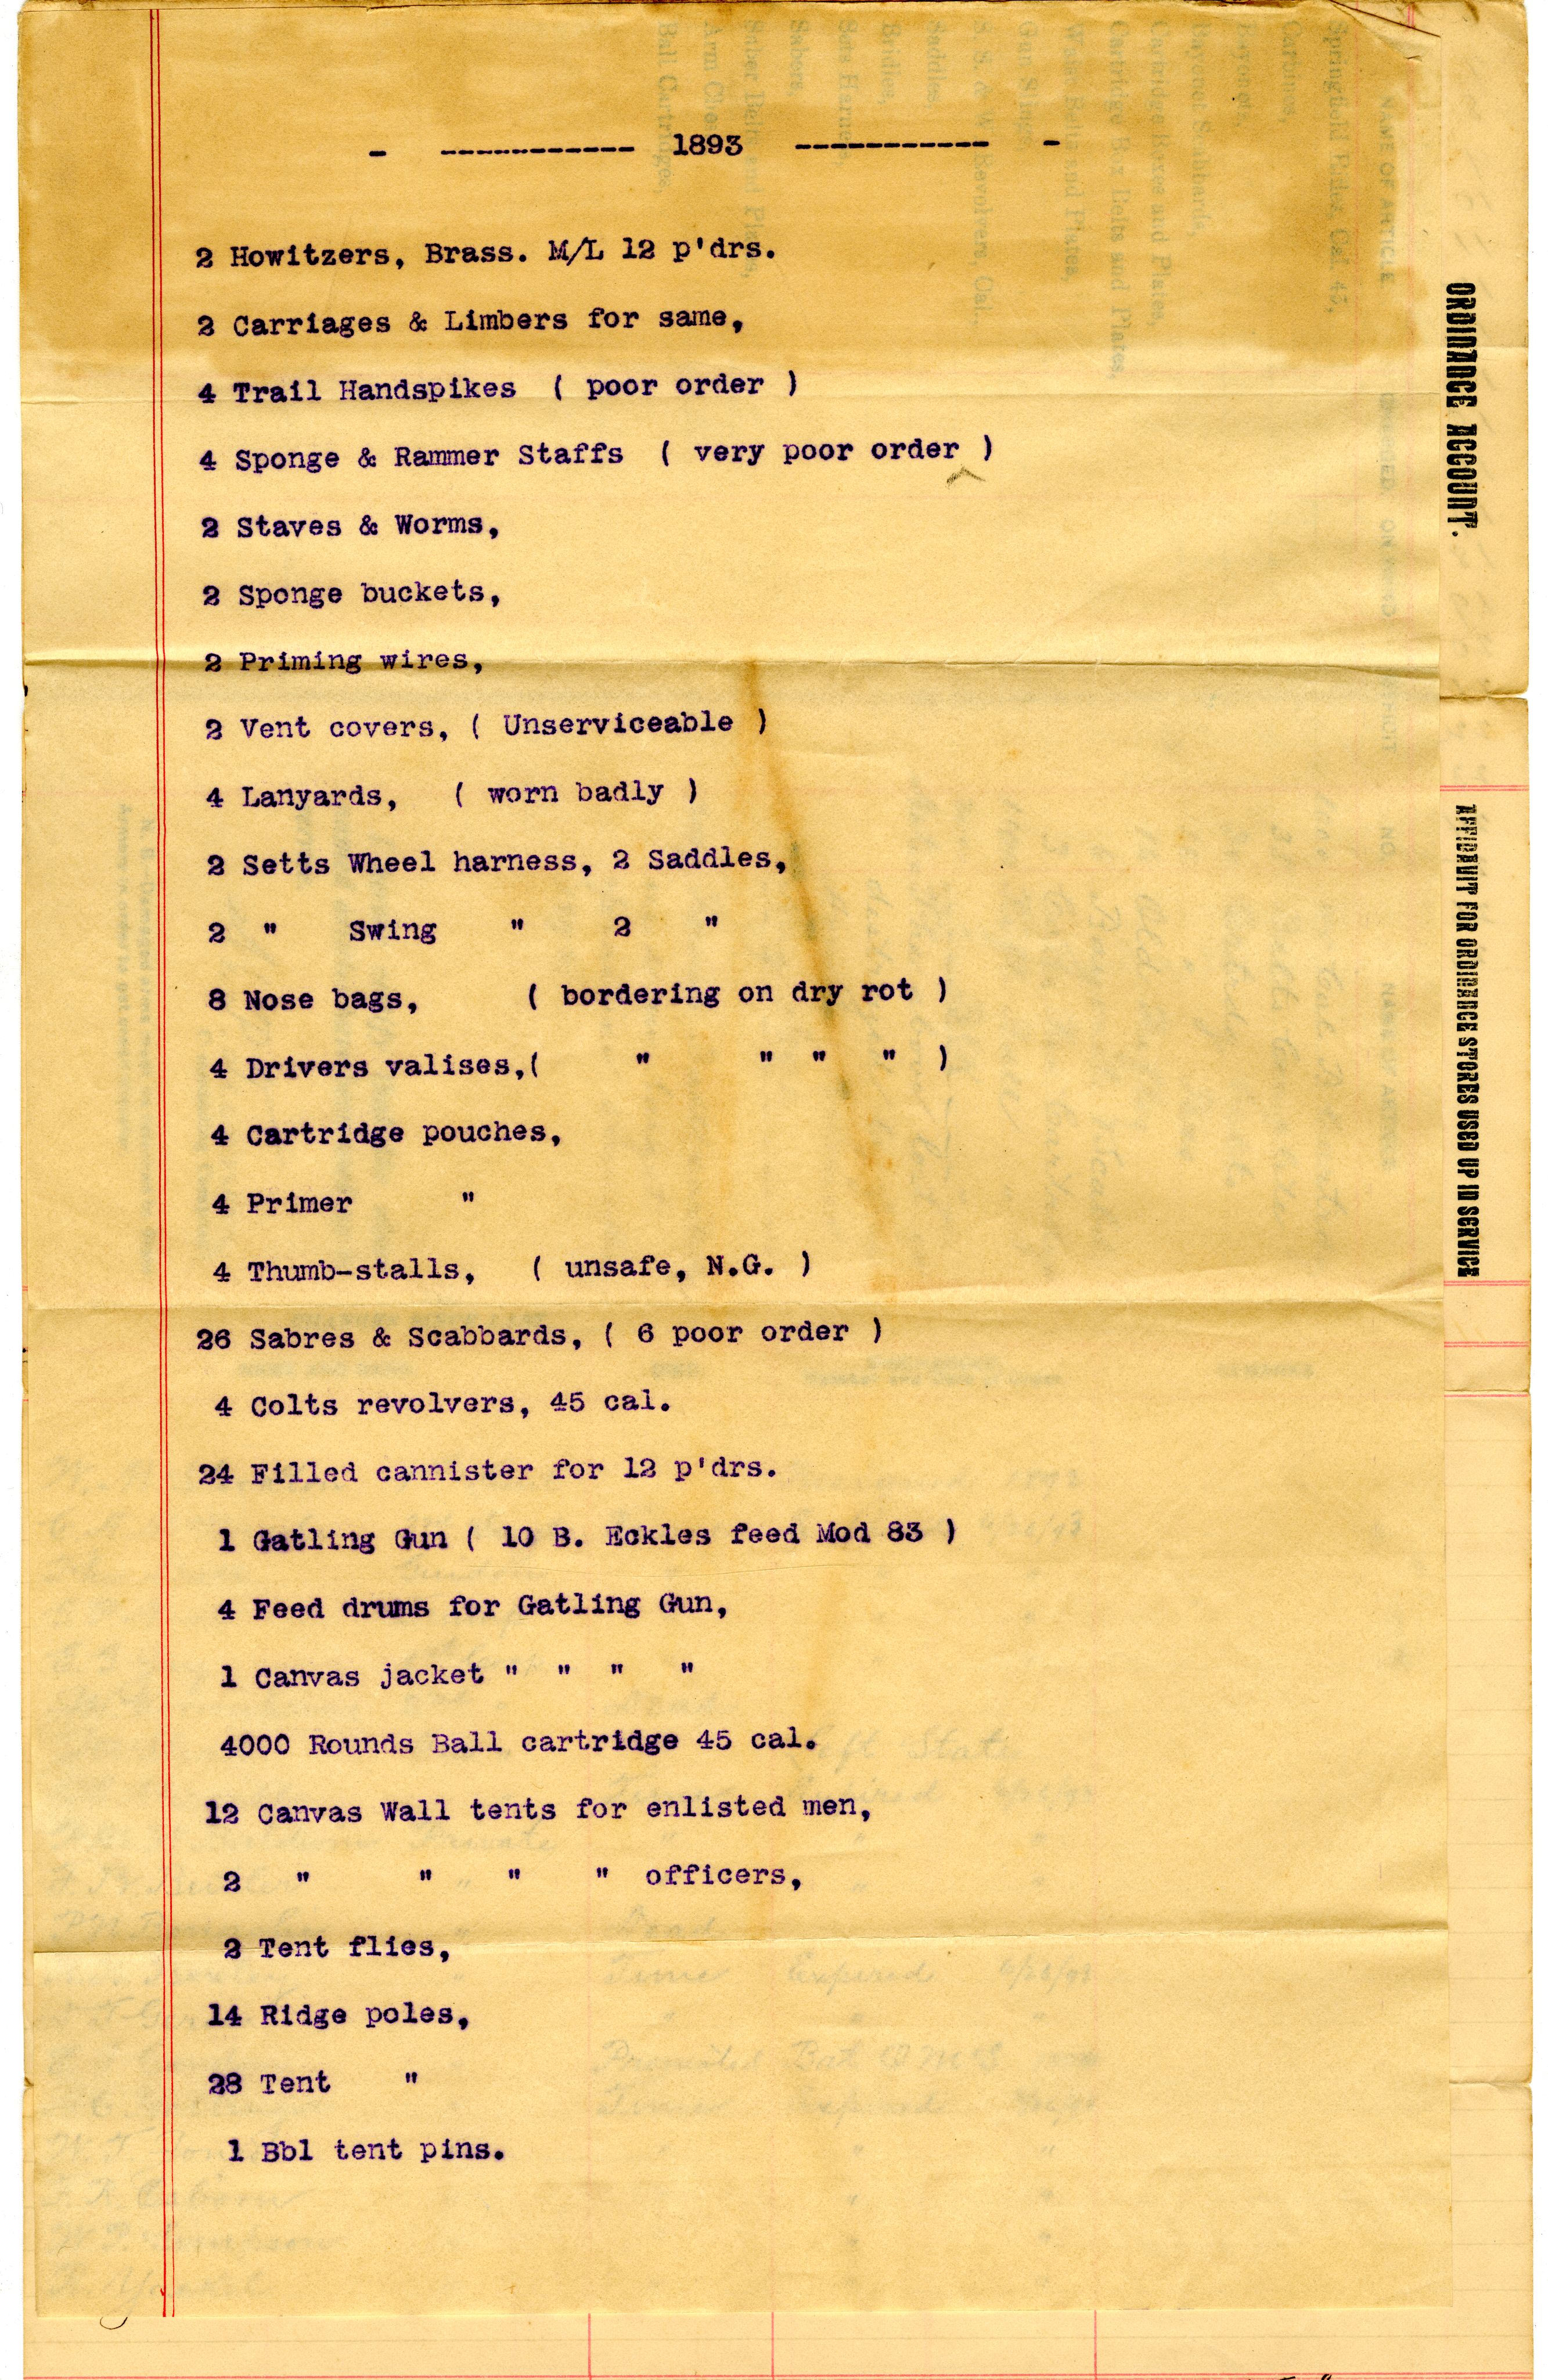 - ----------- 1893 ----------- -
2 Howitzers, Brass. M/L 12 p'drs.
2 Carriages & Limbers for same,
4 Trail Handspikes ( poor order )
4 Sponge & Rammer Staffs ( very poor order )
2 Staves & Worms,
2 Sponge buckets,
2 Priming wires,
2 Vent covers, ( Unserviceable )
4 Lanyards, ( worn badly )
2 Setts Wheel harness, 2 Saddles,
2 " Swing " 2 "
8 Nose bags, ( bordering on dry rot )
4 Drivers valises,( " " " " )
4 Cartridge pouches,
4 Primer "
4 Thumb-stalls, ( unsafe, N.G. )
26 Sabres & Scabbards, ( 6 poor order )
4 Colts revolvers, 45 cal.
24 Filled cannister for 12 p'drs.
1 Gatling Gun ( 10 B. Eckles feed Mod 83 )
4 Feed drums for Gatling Gun,
1 Canvas jacket " " " "
4000 Rounds Ball cartridge 45 cal.
12 Canvas Wall tents for enlisted men,
2 " " " " officers,
2 Tent flies,
14 Ridge poles,
28 Tent "
1 Bbl tent pins.
ORDINANCE ACCOUNT.
AFFIDAVIT FOR ORDINENCE STORES USED UP IN SERVICE